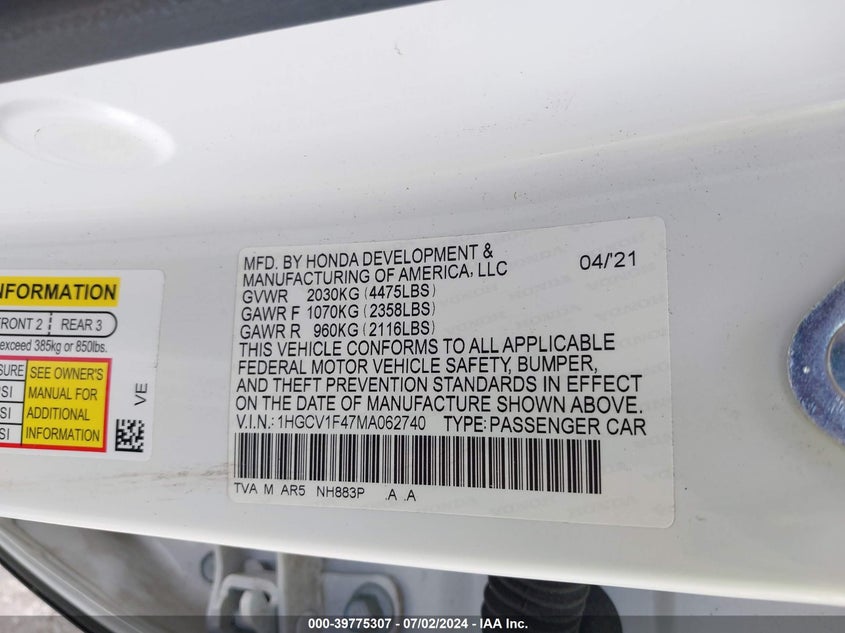 MFD. BY HONDA DEVELOPMENT &
MANUFACTURING OF AMERICA, LLC 04/'21
GVWR 2030KG (4475LBS)
GAWR F 1070KG (2358LBS)
GAWR R 960KG (2116LBS)
THIS VEHICLE CONFORMS TO ALL APPLICABLE
FEDERAL MOTOR VEHICLE SAFETY, BUMPER,
AND THEFT PREVENTION STANDARDS IN EFFECT
ON THE DATE OF MANUFACTURE SHOWN ABOVE.
V.I.N.: 1HGCV1F47MA062740 TYPE: PASSENGER CAR
TVA M AR5 NH883P .A .A
INFORMATION
FRONT 2 REAR 3
exceed 385kg or 850lbs.
SEE OWNER'S
MANUAL FOR
ADDITIONAL
INFORMATION
VE
000-39775307 / 07/02/2024 / IAA Inc.